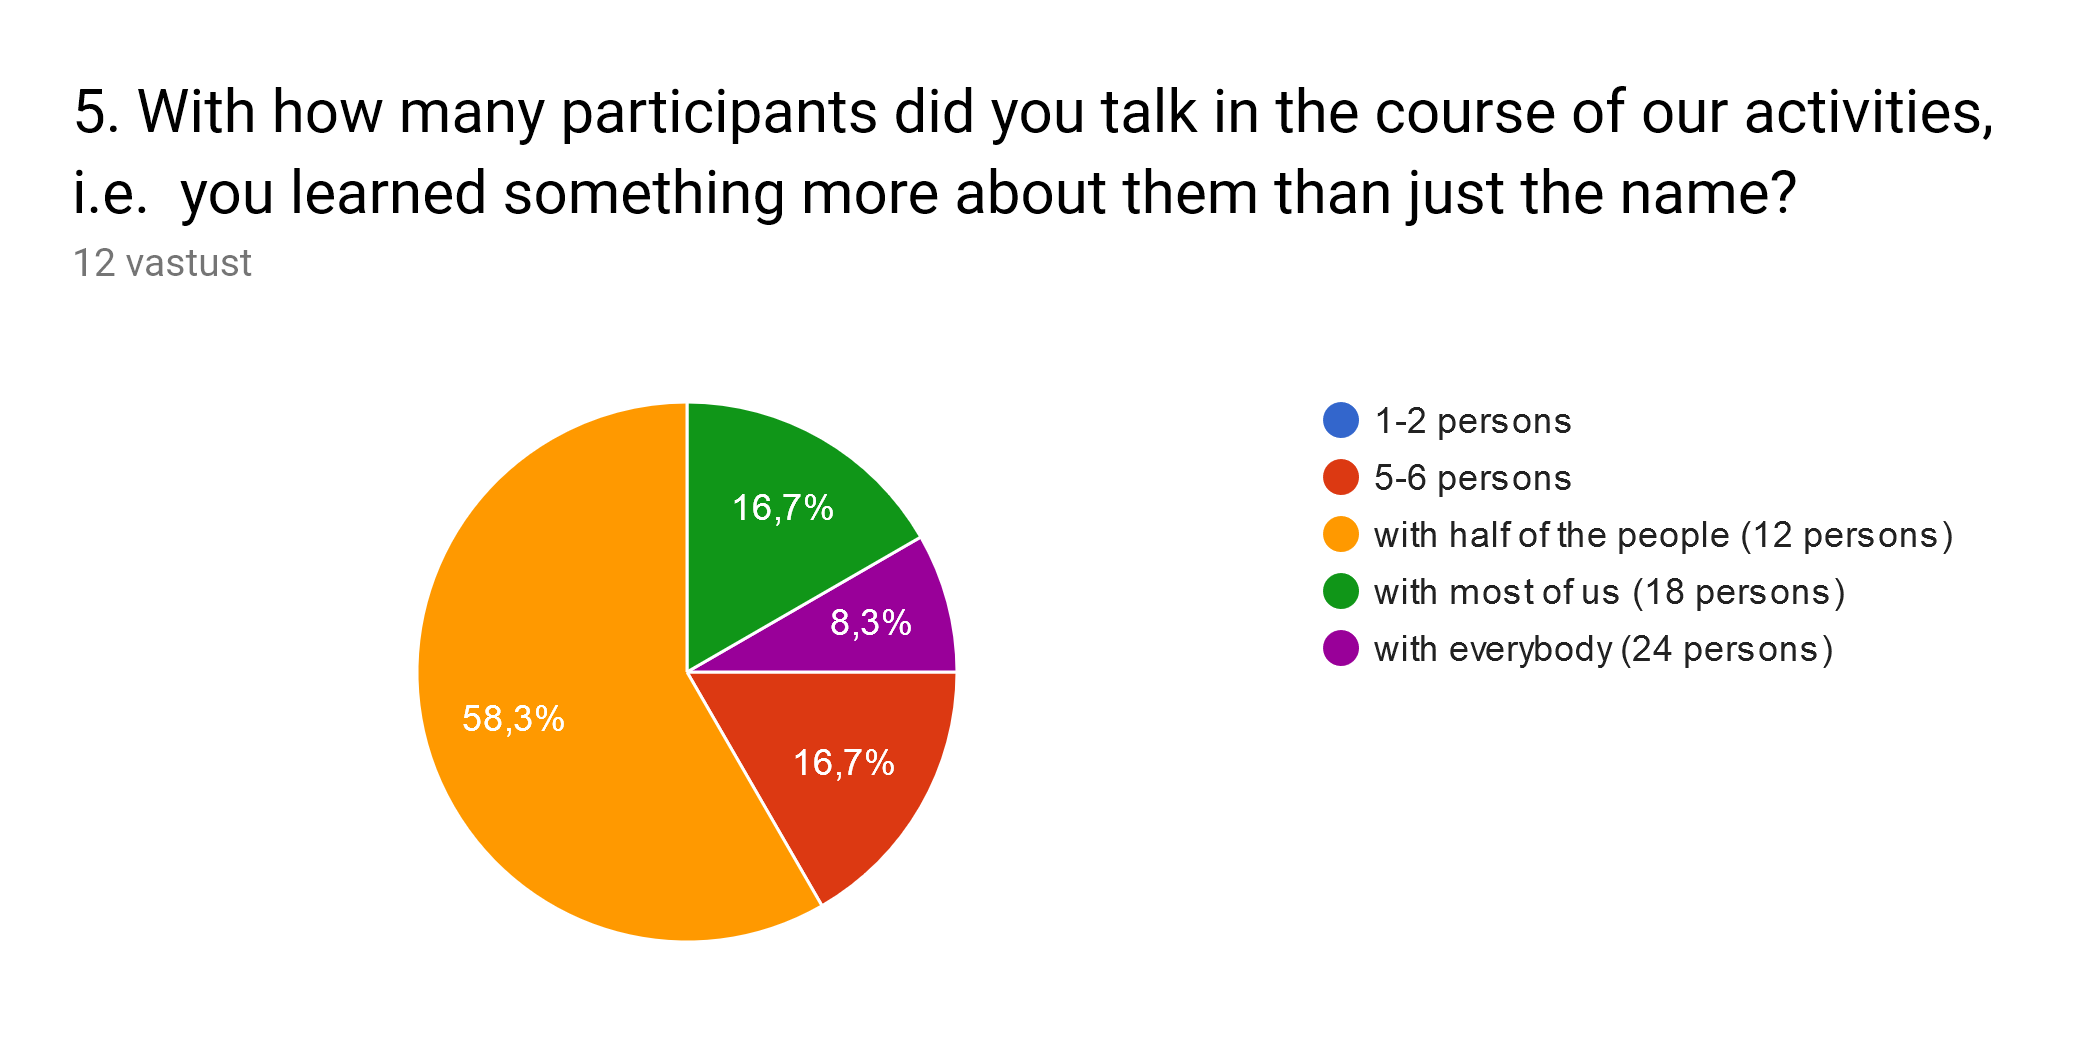 5. With how many participants did you talk in the course of our activities,
i.e.  you learned something more about them than just the name?
12 vastust
16,7%
8,3%
58,3%
16,7%
1-2 persons
5-6 persons
with half of the people (12 persons)
with most of us (18 persons)
with everybody (24 persons)